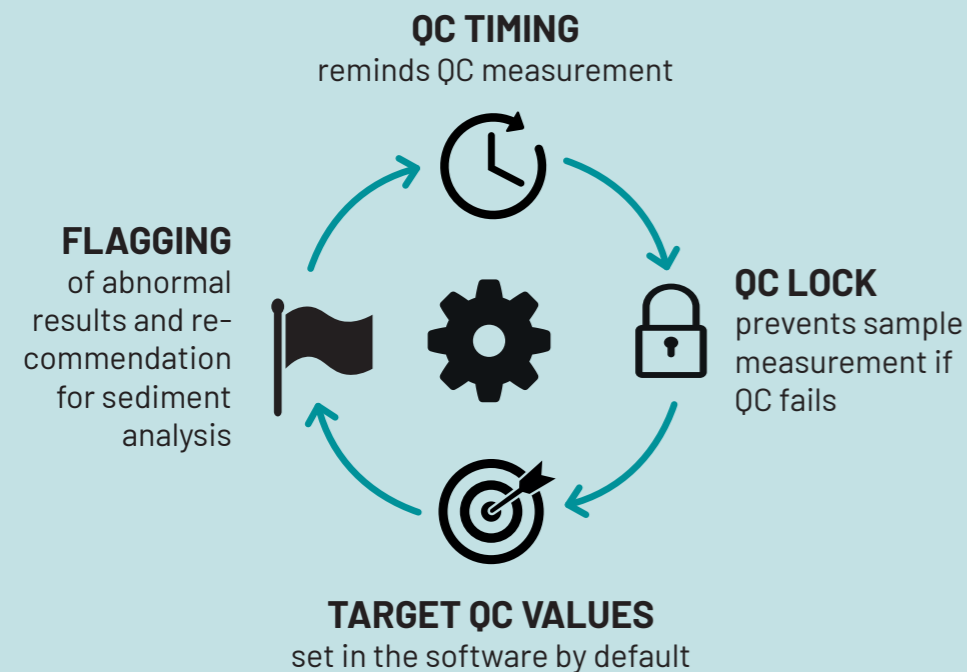 QC TIMING
reminds QC measurement
FLAGGING
of abnormal
results and re-
commendation
for sediment
analysis
QC LOCK
prevents sample
measurement if
QC fails
TARGET QC VALUES
set in the software by default